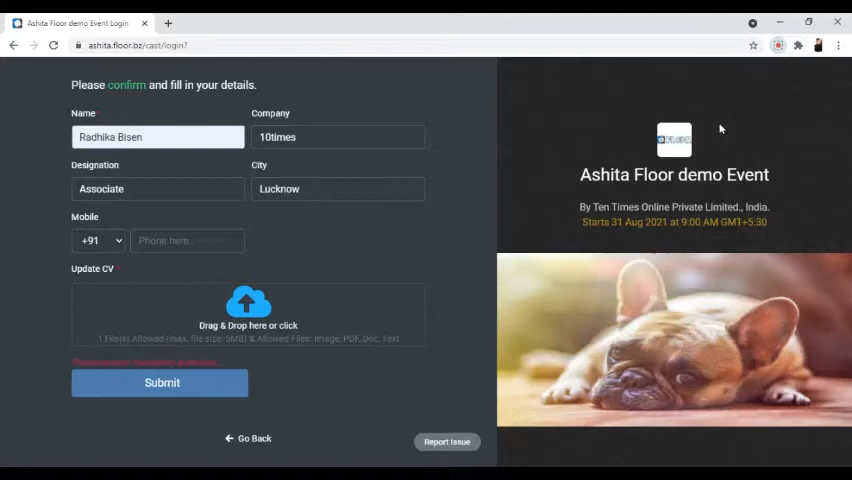 Ashita Floor demo Event Login
ashita.floor.bz/cast/login?
Please confirm and fill in your details.
Name * Company
Radhika Bisen 10times
Designation City
Associate Lucknow
Mobile
+91 Phone here..
Update CV *
Drag & Drop here or click
1 File(s) Allowed (max. file size: 5MB) & Allowed Files: Image, PDF, Doc, Text
Submit
Go Back
Report Issue
FLOOR
Ashita Floor demo Event
By Ten Times Online Private Limited., India.
Starts 31 Aug 2021 at 9:00 AM GMT+5:30